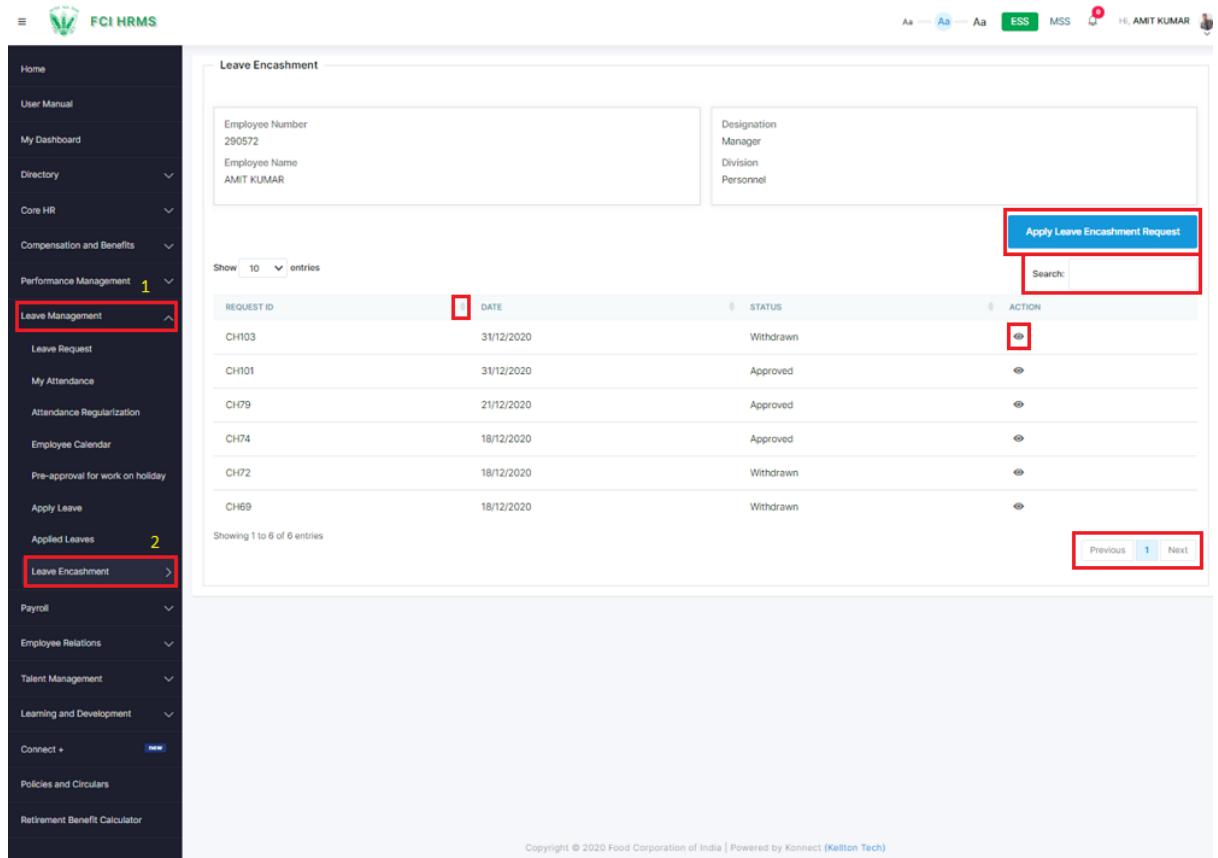 FCI HRMS
Aa Aa Aa ESS MSS 0 Hi, AMIT KUMAR
Home
User Manual
My Dashboard
Directory
Core HR
Compensation and Benefits
Performance Management 1
Leave Management
Leave Request
My Attendance
Attendance Regularization
Employee Calendar
Pre-approval for work on holiday
Apply Leave
Applied Leaves 2
Leave Encashment
Payroll
Employee Relations
Talent Management
Learning and Development
Connect + new
Policies and Circulars
Retirement Benefit Calculator
Leave Encashment
Employee Number
290572
Employee Name
AMIT KUMAR
Designation
Manager
Division
Personnel
Apply Leave Encashment Request
Show 10 entries Search:
REQUEST ID DATE STATUS ACTION
CH103 31/12/2020 Withdrawn
CH101 31/12/2020 Approved
CH79 21/12/2020 Approved
CH74 18/12/2020 Approved
CH72 18/12/2020 Withdrawn
CH69 18/12/2020 Withdrawn
Showing 1 to 6 of 6 entries
Previous 1 Next
Copyright © 2020 Food Corporation of India | Powered by Konnect (Kellton Tech)